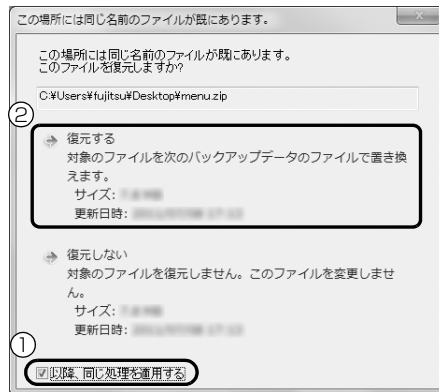 この場所には同じ名前のファイルが既にあります。
この場所には同じ名前のファイルが既にあります。
このファイルを復元しますか?
C:¥Users¥fujitsu¥Desktop¥menu.zip
②
復元する
対象のファイルを次のバックアップデータのファイルで置き換
えます。
サイズ:
更新日時:
復元しない
対象のファイルを復元しません。このファイルを変更しませ
ん。
サイズ:
更新日時:
①
以降、同じ処理を適用する